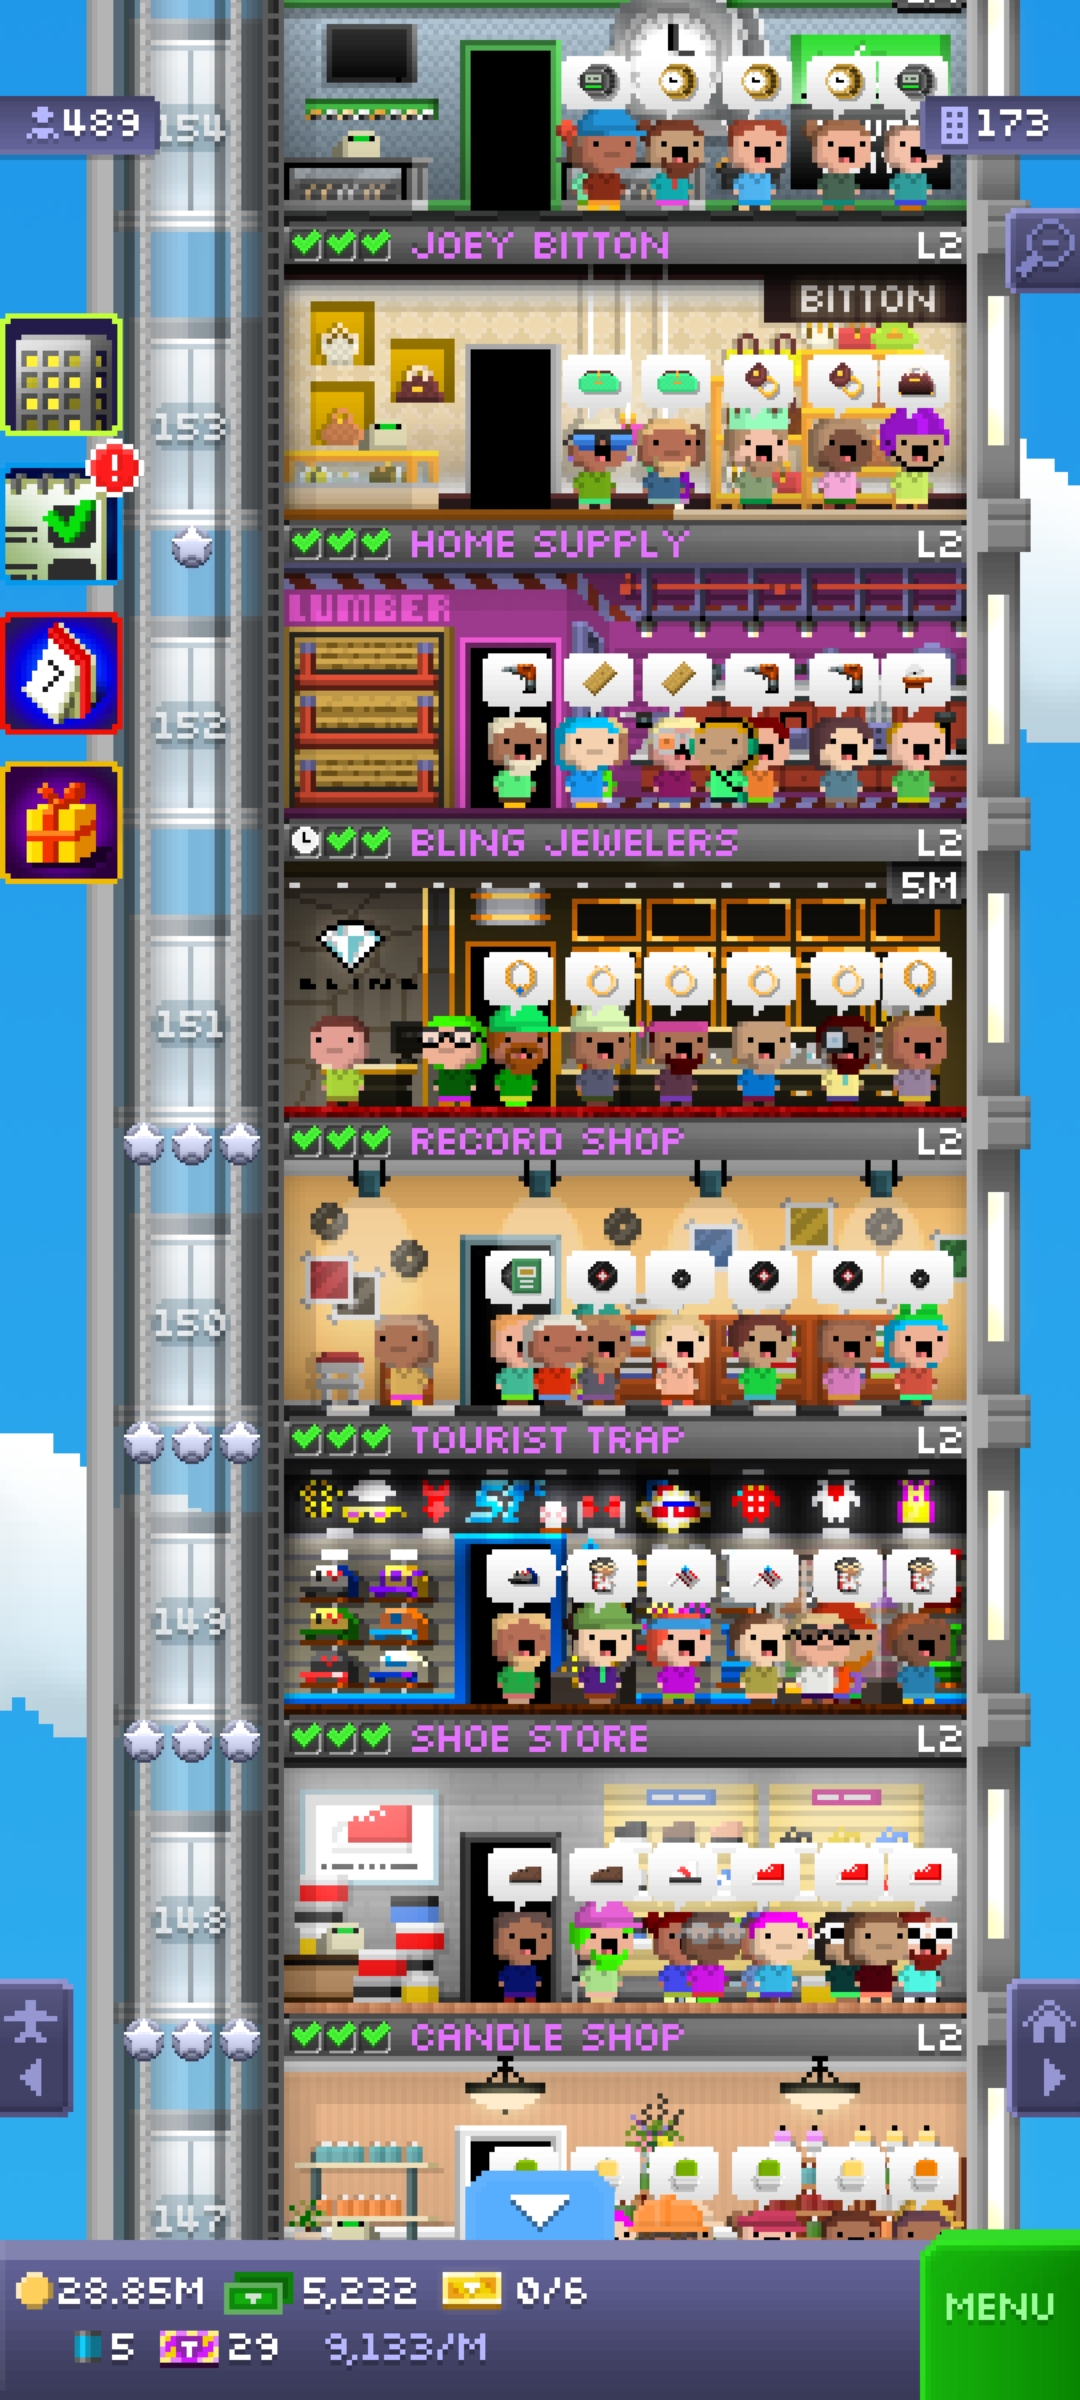 489
154
173
JOEY BITTON L2
BITTON
153
HOME SUPPLY L2
LUMBER
152
BLING JEWELERS L2
5M
BLING
151
RECORD SHOP L2
150
TOURIST TRAP L2
149
SHOE STORE L2
148
CANDLE SHOP L2
147
28.85M 5,232 0/6
MENU
5 29 9,133/M